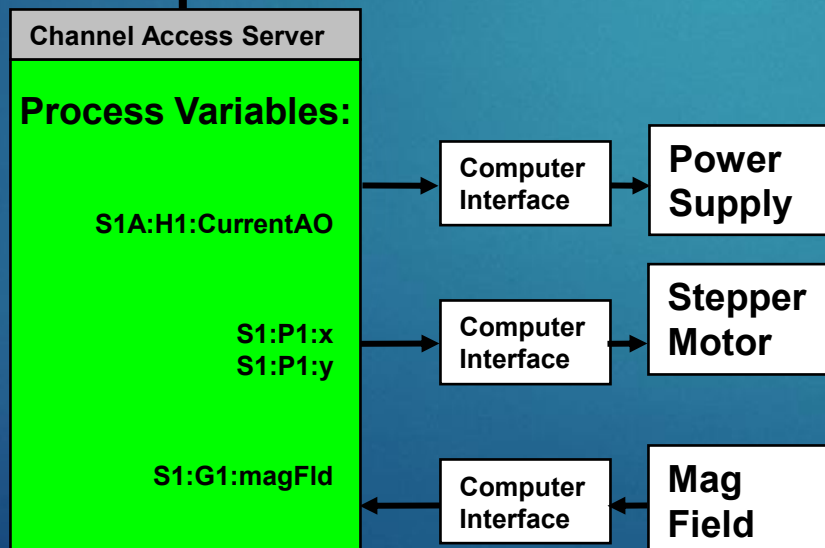 Channel Access Server
Process Variables:
S1A:H1:CurrentAO
S1:P1:x
S1:P1:y
S1:G1:magFld
Computer
Interface
Power
Supply
Computer
Interface
Stepper
Motor
Computer
Interface
Mag
Field